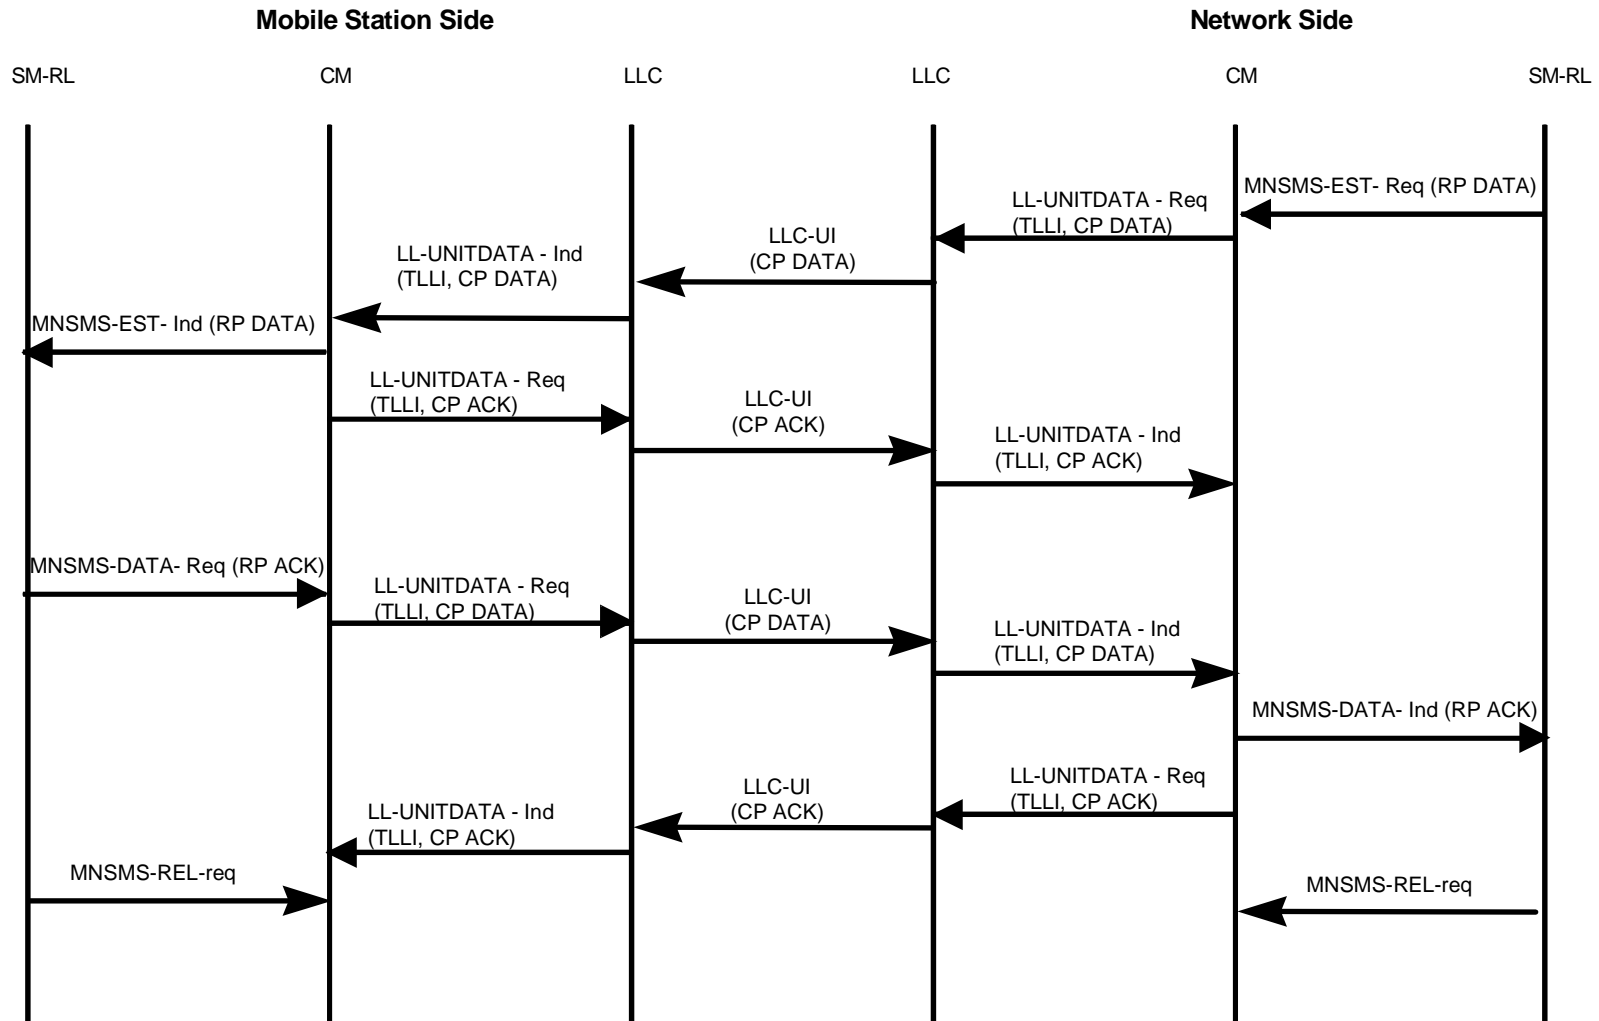 Mobile Station Side
Network Side
SM-RL
CM
LLC
LLC
CM
SM-RL
MNSMS-EST- Req (RP DATA)
LL-UNITDATA - Req
(TLLI, CP DATA)
LLC-UI
(CP DATA)
LL-UNITDATA - Ind
(TLLI, CP DATA)
MNSMS-EST- Ind (RP DATA)
LL-UNITDATA - Req
(TLLI, CP ACK)
LLC-UI
(CP ACK)
LL-UNITDATA - Ind
(TLLI, CP ACK)
MNSMS-DATA- Req (RP ACK)
LL-UNITDATA - Req
(TLLI, CP DATA)
LLC-UI
(CP DATA)
LL-UNITDATA - Ind
(TLLI, CP DATA)
MNSMS-DATA- Ind (RP ACK)
LL-UNITDATA - Req
(TLLI, CP ACK)
LLC-UI
(CP ACK)
LL-UNITDATA - Ind
(TLLI, CP ACK)
MNSMS-REL-req
MNSMS-REL-req